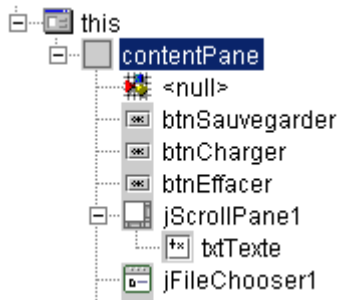 this
contentPane
<null>
btnSauvegarder
btnCharger
btnEffacer
jScrollPane1
txtTexte
jFileChooser1